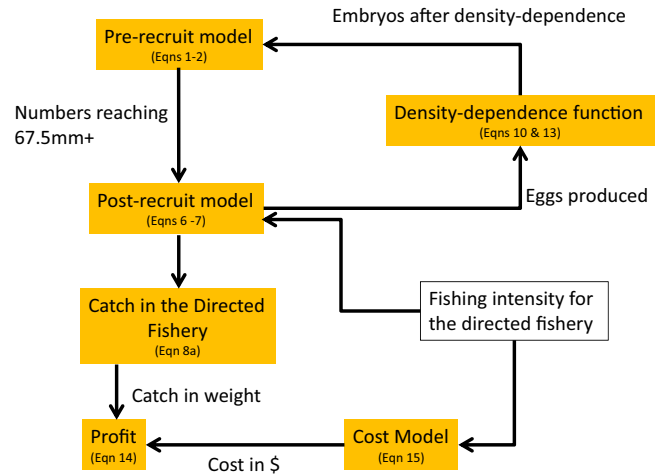 Embryos after density-dependence
Pre-recruit model
(Eqns 1-2)
Numbers reaching
67.5mm+
Density-dependence function
(Eqns 10 & 13)
Post-recruit model
(Eqns 6 -7)
Eggs produced
Catch in the Directed
Fishery
(Eqn 8a)
Fishing intensity for
the directed fishery
Catch in weight
Profit
(Eqn 14)
Cost in $
Cost Model
(Eqn 15)